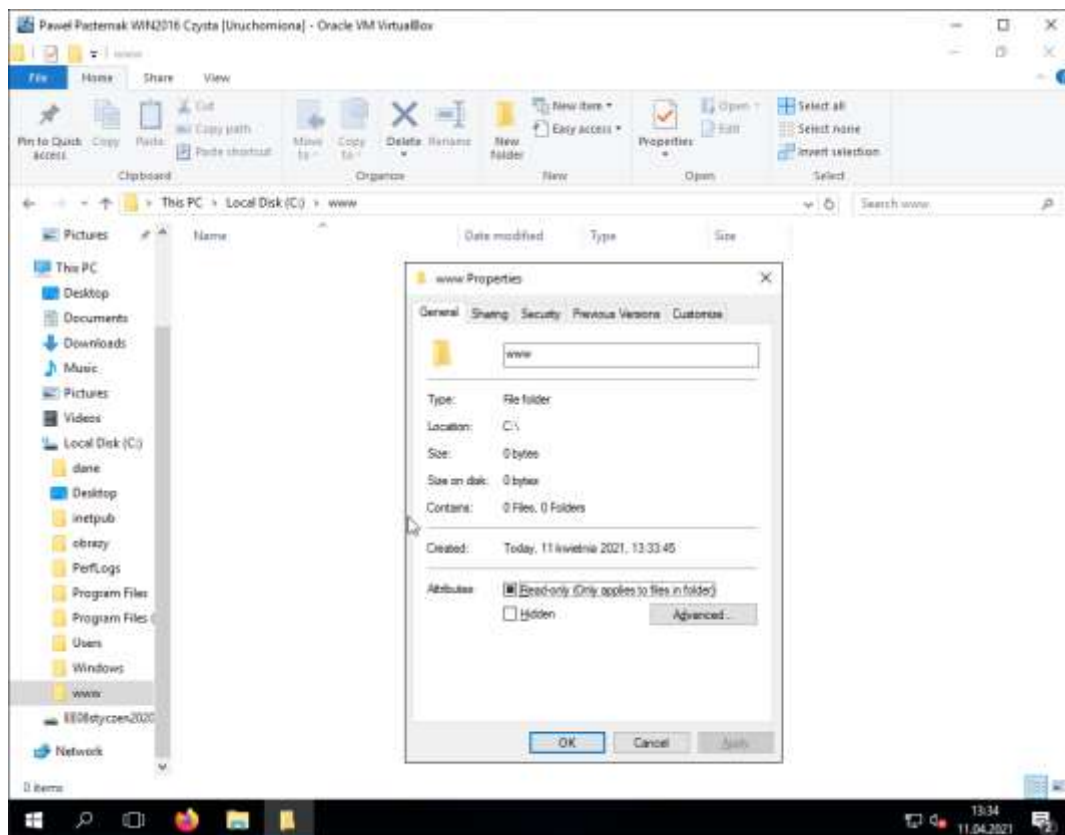 Pawel Pasternak WIN2016 Czysta [Uruchomiona] - Oracle VM VirtualBox
www
File Home Share View
Pin to Quick access
Copy
Paste
Cut
Copy path
Paste shortcut
Clipboard
Move to
Copy to
Delete
Rename
Organize
New folder
New item
Easy access
New
Properties
Open
Edit
Open
Select all
Select none
Invert selection
Select
This PC > Local Disk (C:) > www
Search www
Name Date modified Type Size
Pictures
This PC
Desktop
Documents
Downloads
Music
Pictures
Videos
Local Disk (C:)
dane
Desktop
inetpub
obrazy
PerfLogs
Program Files
Program Files (
Users
Windows
www
EE08styczen2020
Network
0 items
www Properties
General Sharing Security Previous Versions Customize
www
Type: File folder
Location: C:\
Size: 0 bytes
Size on disk: 0 bytes
Contains: 0 Files, 0 Folders
Created: Today, 11 kwietnia 2021, 13:33:45
Attributes: Read-only (Only applies to files in folder)
Hidden Advanced...
OK Cancel Apply
13:34
11.04.2021